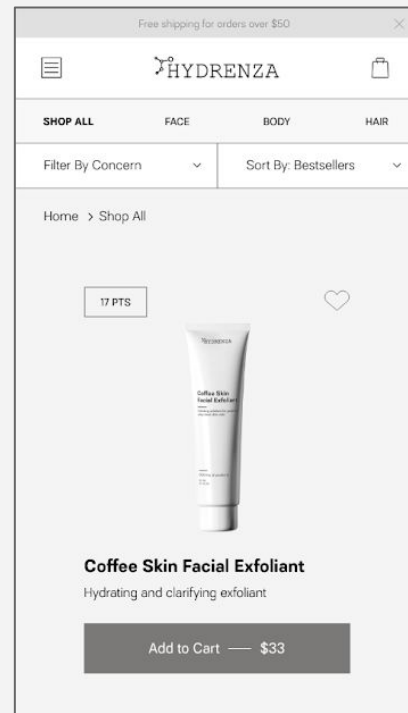 Free shipping for orders over $50
HYDRENZA
SHOP ALL FACE BODY HAIR
Filter By Concern Sort By: Bestsellers
Home > Shop All
17 PTS
HYDRENZA
Coffee Skin
Facial Exfoliant
Coffee Skin Facial Exfoliant
Hydrating and clarifying exfoliant
Add to Cart — $33